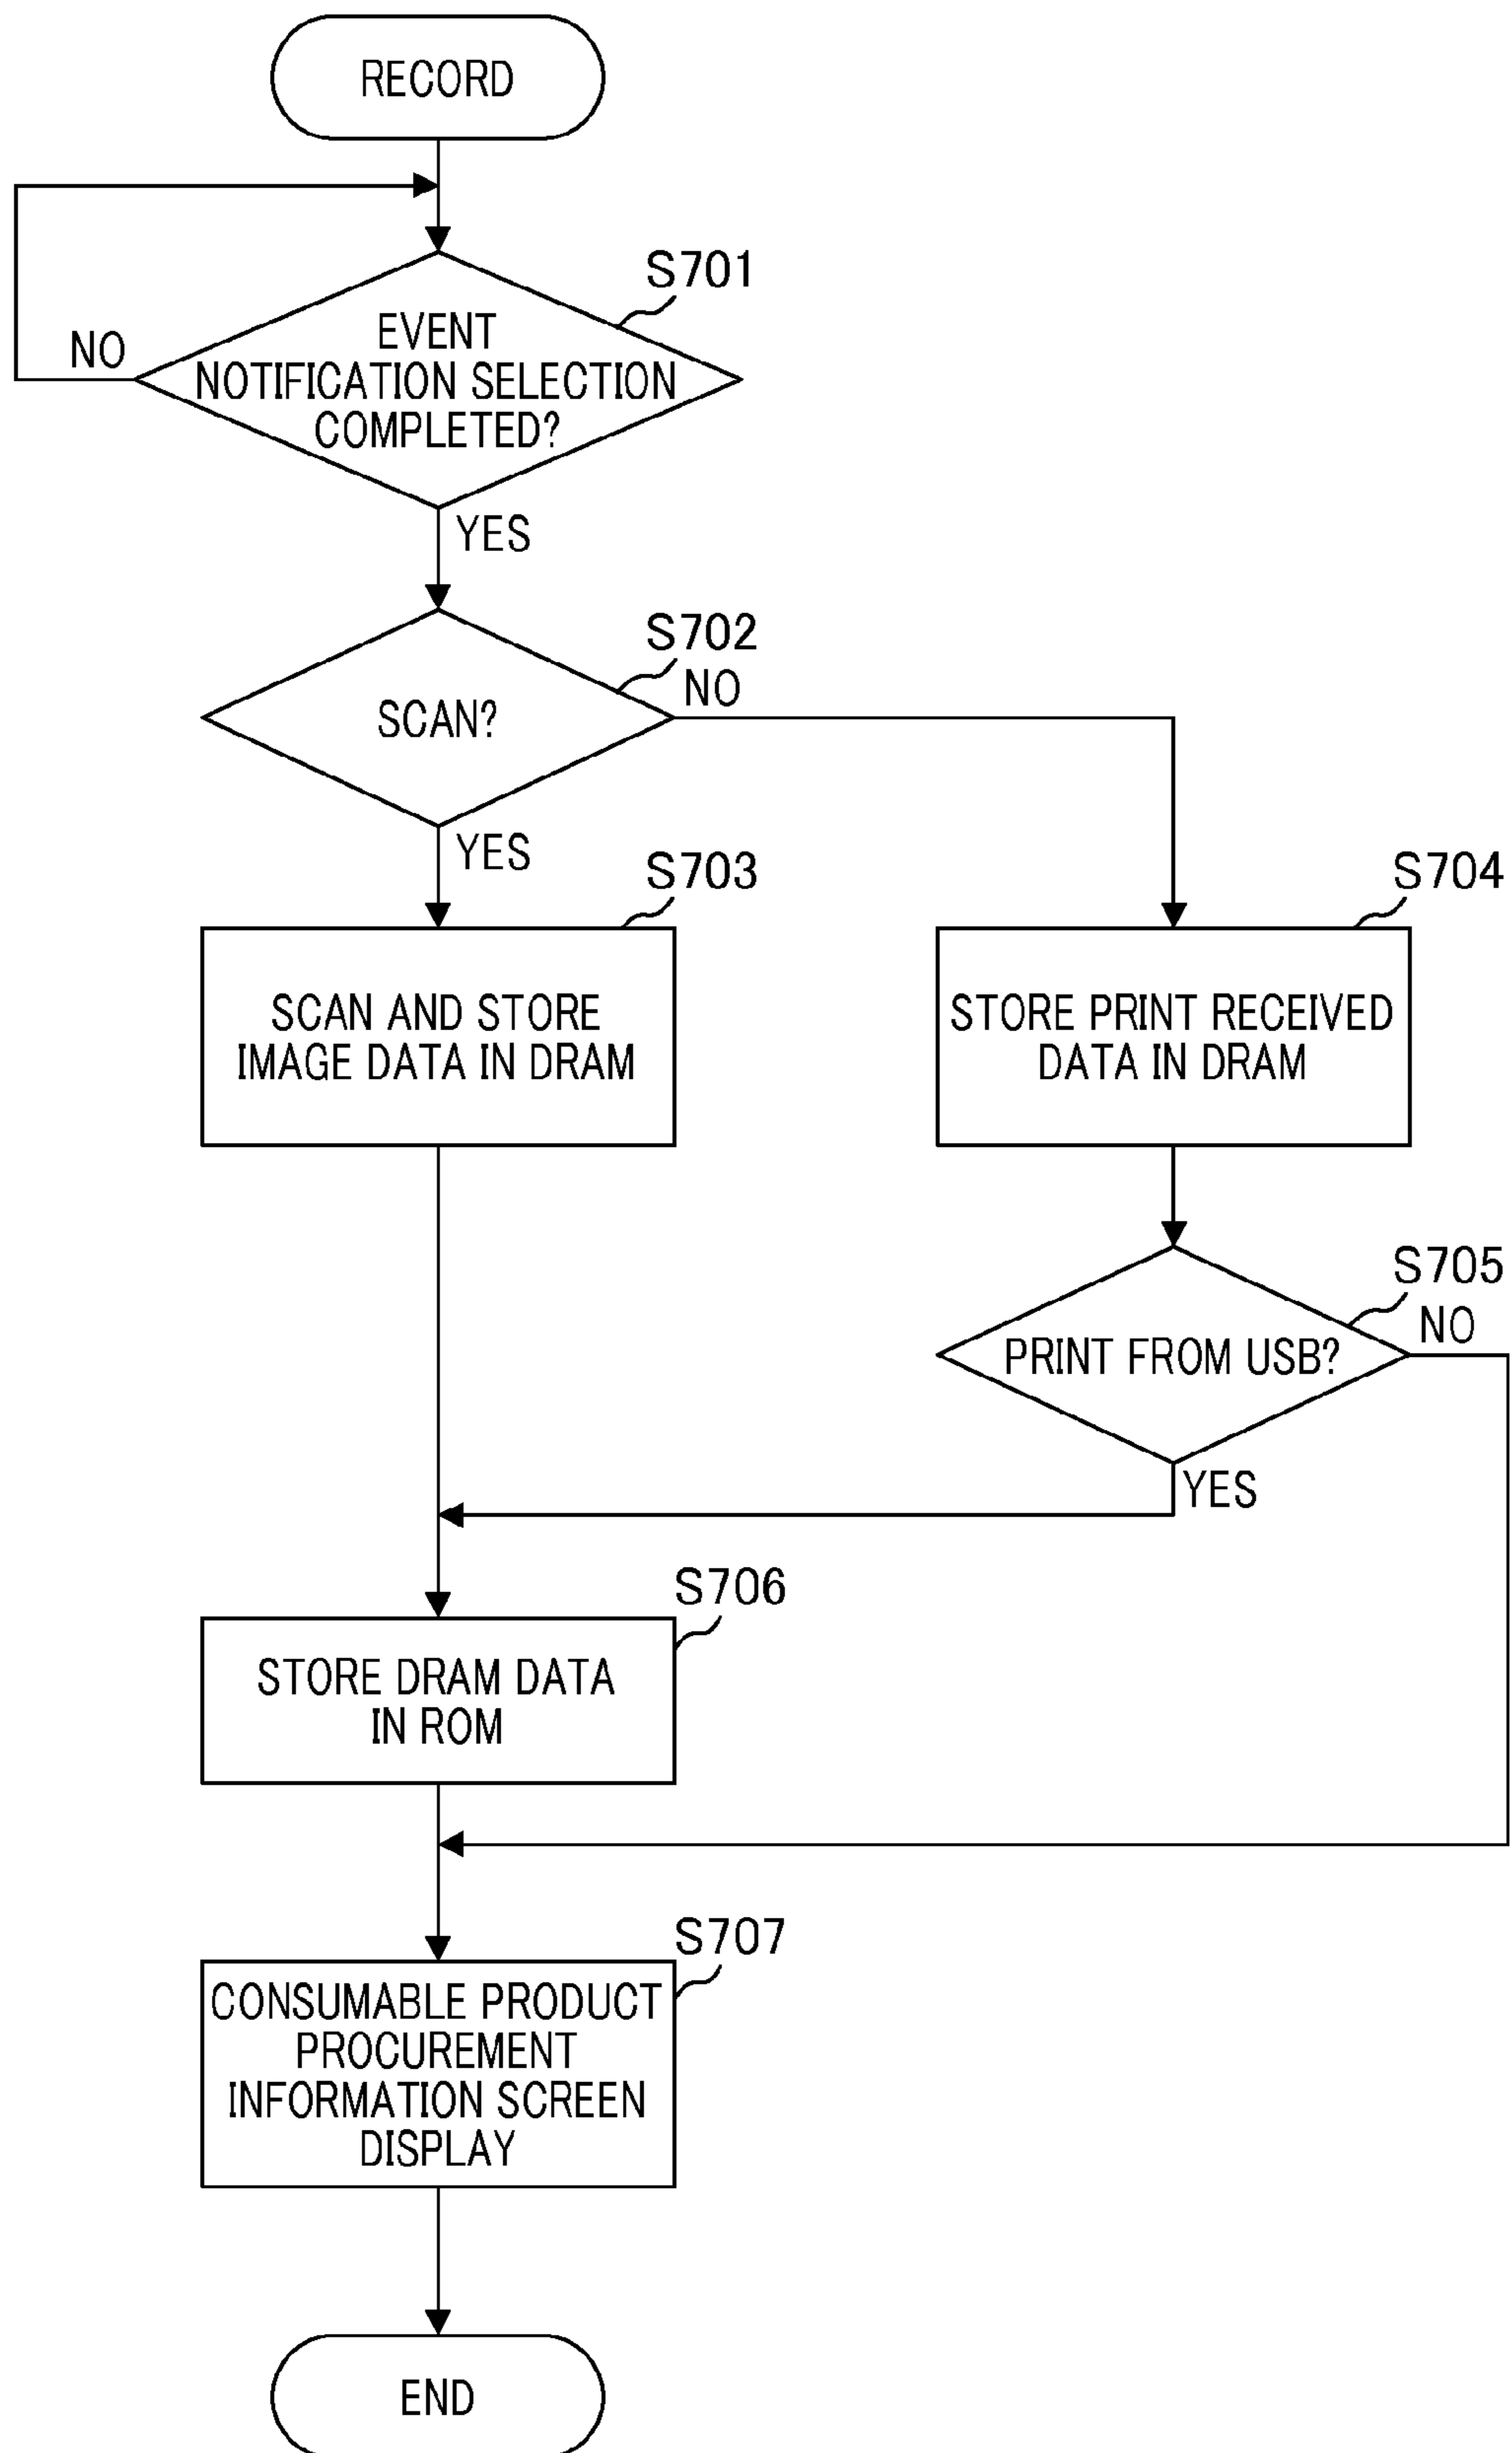 RECORD
S701
NO
EVENT
NOTIFICATION SELECTION
COMPLETED?
YES
S702
NO
SCAN?
YES
S703
S704
SCAN AND STORE
IMAGE DATA IN DRAM
STORE PRINT RECEIVED
DATA IN DRAM
S705
NO
PRINT FROM USB?
YES
S706
STORE DRAM DATA
IN ROM
S707
CONSUMABLE PRODUCT
PROCUREMENT
INFORMATION SCREEN
DISPLAY
END